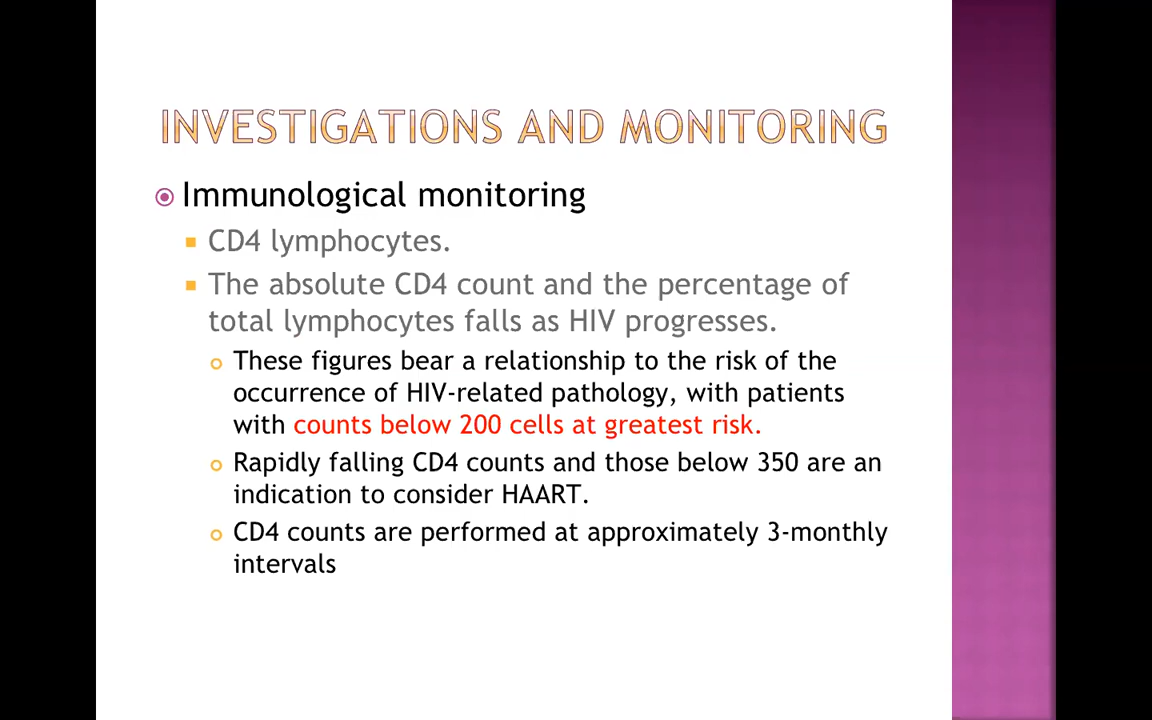 INVESTIGATIONS AND MONITORING
Immunological monitoring
CD4 lymphocytes.
The absolute CD4 count and the percentage of
total lymphocytes falls as HIV progresses.
These figures bear a relationship to the risk of the
occurrence of HIV-related pathology, with patients
with counts below 200 cells at greatest risk.
Rapidly falling CD4 counts and those below 350 are an
indication to consider HAART.
CD4 counts are performed at approximately 3-monthly
intervals